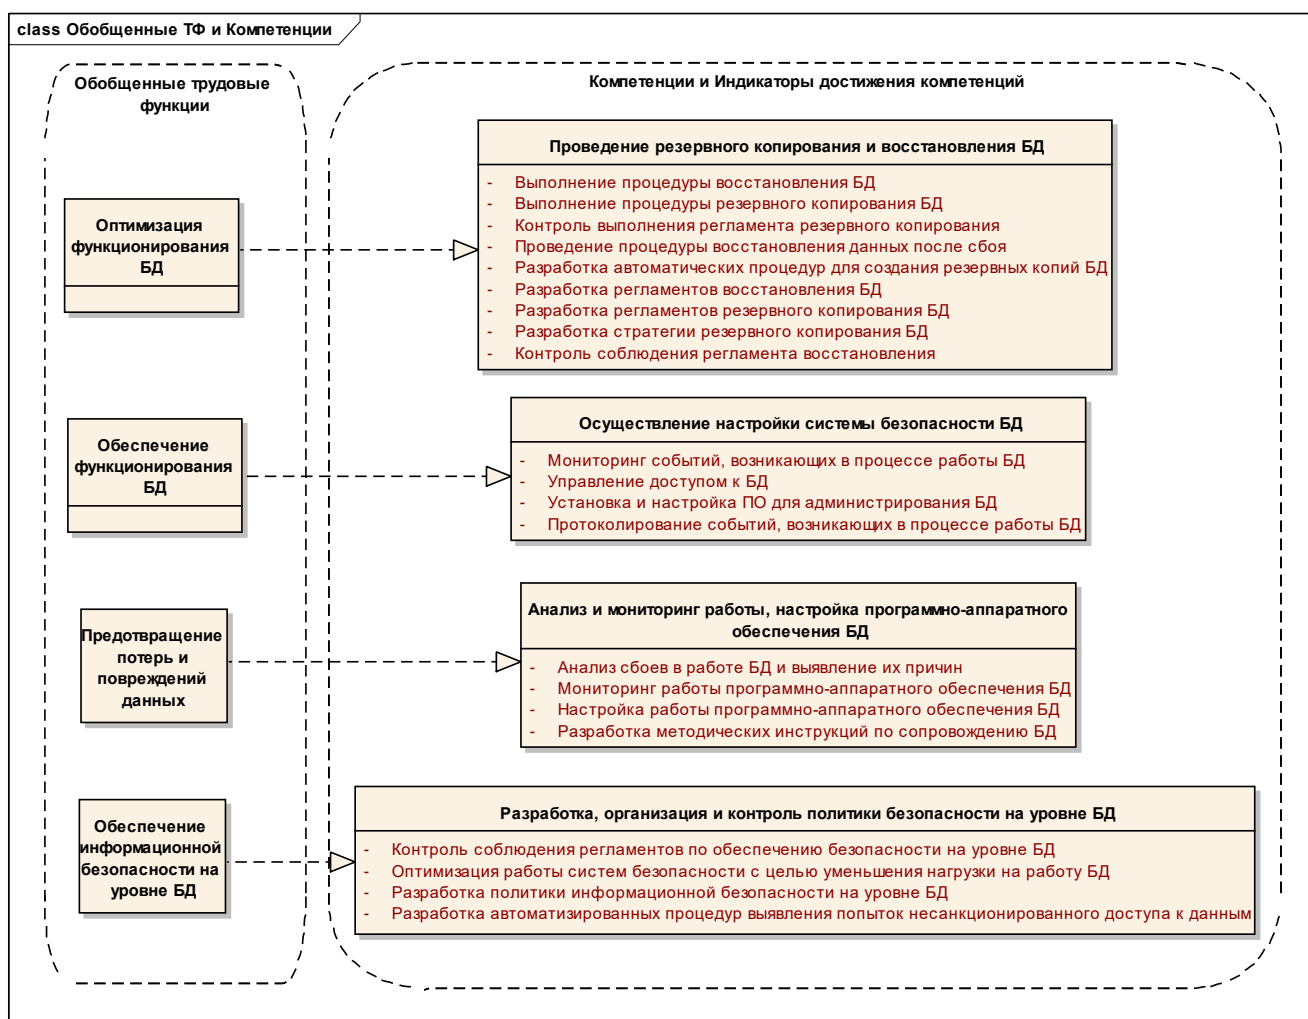 class Обобщенные ТФ и Компетенции
Обобщенные трудовые
функции
Компетенции и Индикаторы достижения компетенций
Оптимизация
функционирования
БД
Проведение резервного копирования и восстановления БД
- Выполнение процедуры восстановления БД
- Выполнение процедуры резервного копирования БД
- Контроль выполнения регламента резервного копирования
- Проведение процедуры восстановления данных после сбоя
- Разработка автоматических процедур для создания резервных копий БД
- Разработка регламентов восстановления БД
- Разработка регламентов резервного копирования БД
- Разработка стратегии резервного копирования БД
- Контроль соблюдения регламента восстановления
Обеспечение
функционирования
БД
Осуществление настройки системы безопасности БД
- Мониторинг событий, возникающих в процессе работы БД
- Управление доступом к БД
- Установка и настройка ПО для администрирования БД
- Протоколирование событий, возникающих в процессе работы БД
Предотвращение
потерь и
повреждений
данных
Анализ и мониторинг работы, настройка программно-аппаратного
обеспечения БД
- Анализ сбоев в работе БД и выявление их причин
- Мониторинг работы программно-аппаратного обеспечения БД
- Настройка работы программно-аппаратного обеспечения БД
- Разработка методических инструкций по сопровождению БД
Обеспечение
информационной
безопасности на
уровне БД
Разработка, организация и контроль политики безопасности на уровне БД
- Контроль соблюдения регламентов по обеспечению безопасности на уровне БД
- Оптимизация работы систем безопасности с целью уменьшения нагрузки на работу БД
- Разработка политики информационной безопасности на уровне БД
- Разработка автоматизированных процедур выявления попыток несанкционированного доступа к данным